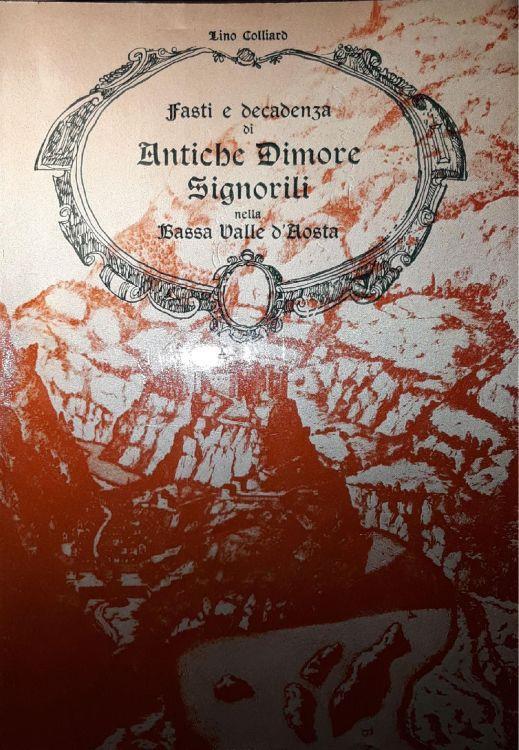 Lino Colliard
Fasti e decadenza
di
Antiche Dimore
Signorili
nella
Bassa Valle d'Aosta
B